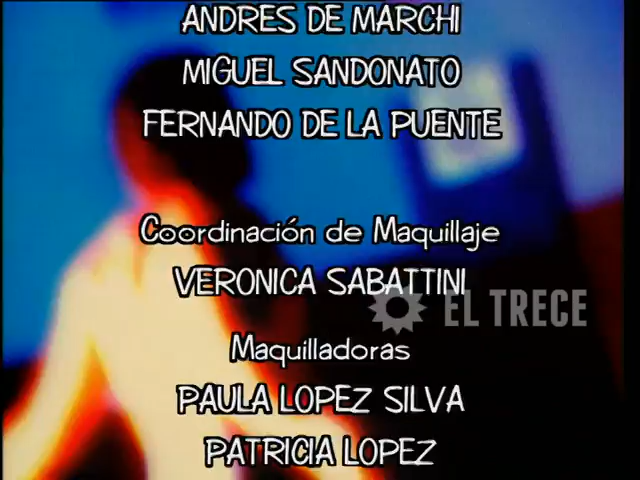 ANDRES DE MARCHI
MIGUEL SANDONATO
FERNANDO DE LA PUENTE
Coordinación de Maquillaje
VERONICA SABATTINI
EL TRECE
Maquilladoras
PAULA LOPEZ SILVA
PATRICIA LOPEZ